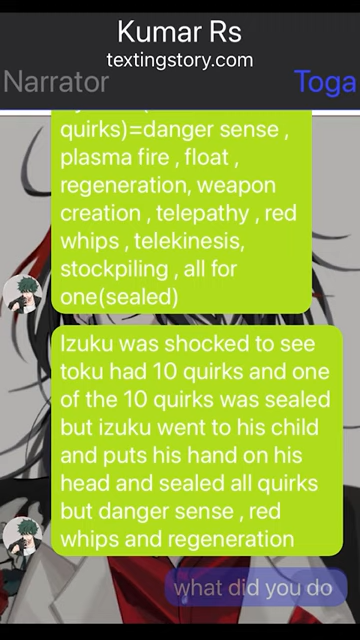 Kumar Rs
textingstory.com
Narrator
Toga
quirks)=danger sense ,
plasma fire , float ,
regeneration, weapon
creation , telepathy , red
whips , telekinesis,
stockpiling , all for
one(sealed)
Izuku was shocked to see
toku had 10 quirks and one
of the 10 quirks was sealed
but izuku went to his child
and puts his hand on his
head and sealed all quirks
but danger sense , red
whips and regeneration
what did you do